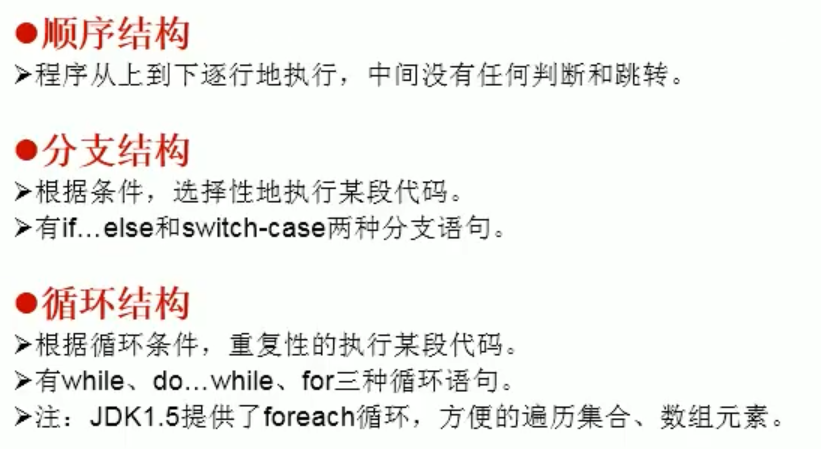 ●顺序结构
➢程序从上到下逐行地执行，中间没有任何判断和跳转。
●分支结构
➢根据条件，选择性地执行某段代码。
➢有if…else和switch-case两种分支语句。
●循环结构
➢根据循环条件，重复性的执行某段代码。
➢有while、do…while、for三种循环语句。
➢注：JDK1.5提供了foreach循环，方便的遍历集合、数组元素。